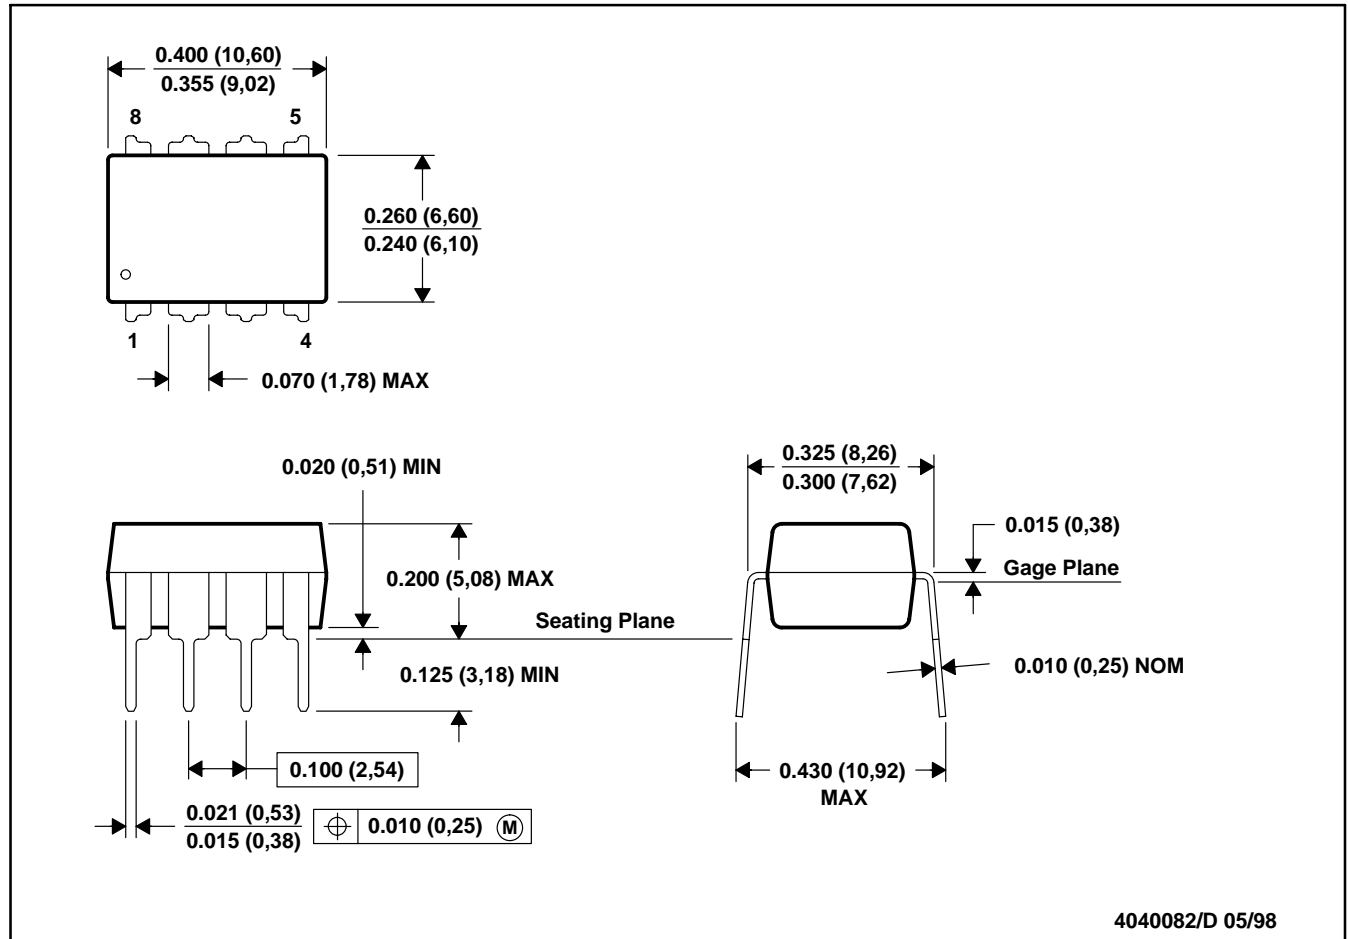 0.400 (10,60)
0.355 (9,02)
8
5
0.260 (6,60)
0.240 (6,10)
1
4
0.070 (1,78) MAX
0.020 (0,51) MIN
0.200 (5,08) MAX
Seating Plane
0.125 (3,18) MIN
0.100 (2,54)
0.021 (0,53)
0.015 (0,38)
0.010 (0,25) M
0.325 (8,26)
0.300 (7,62)
0.015 (0,38)
Gage Plane
0.010 (0,25) NOM
0.430 (10,92)
MAX
4040082/D 05/98